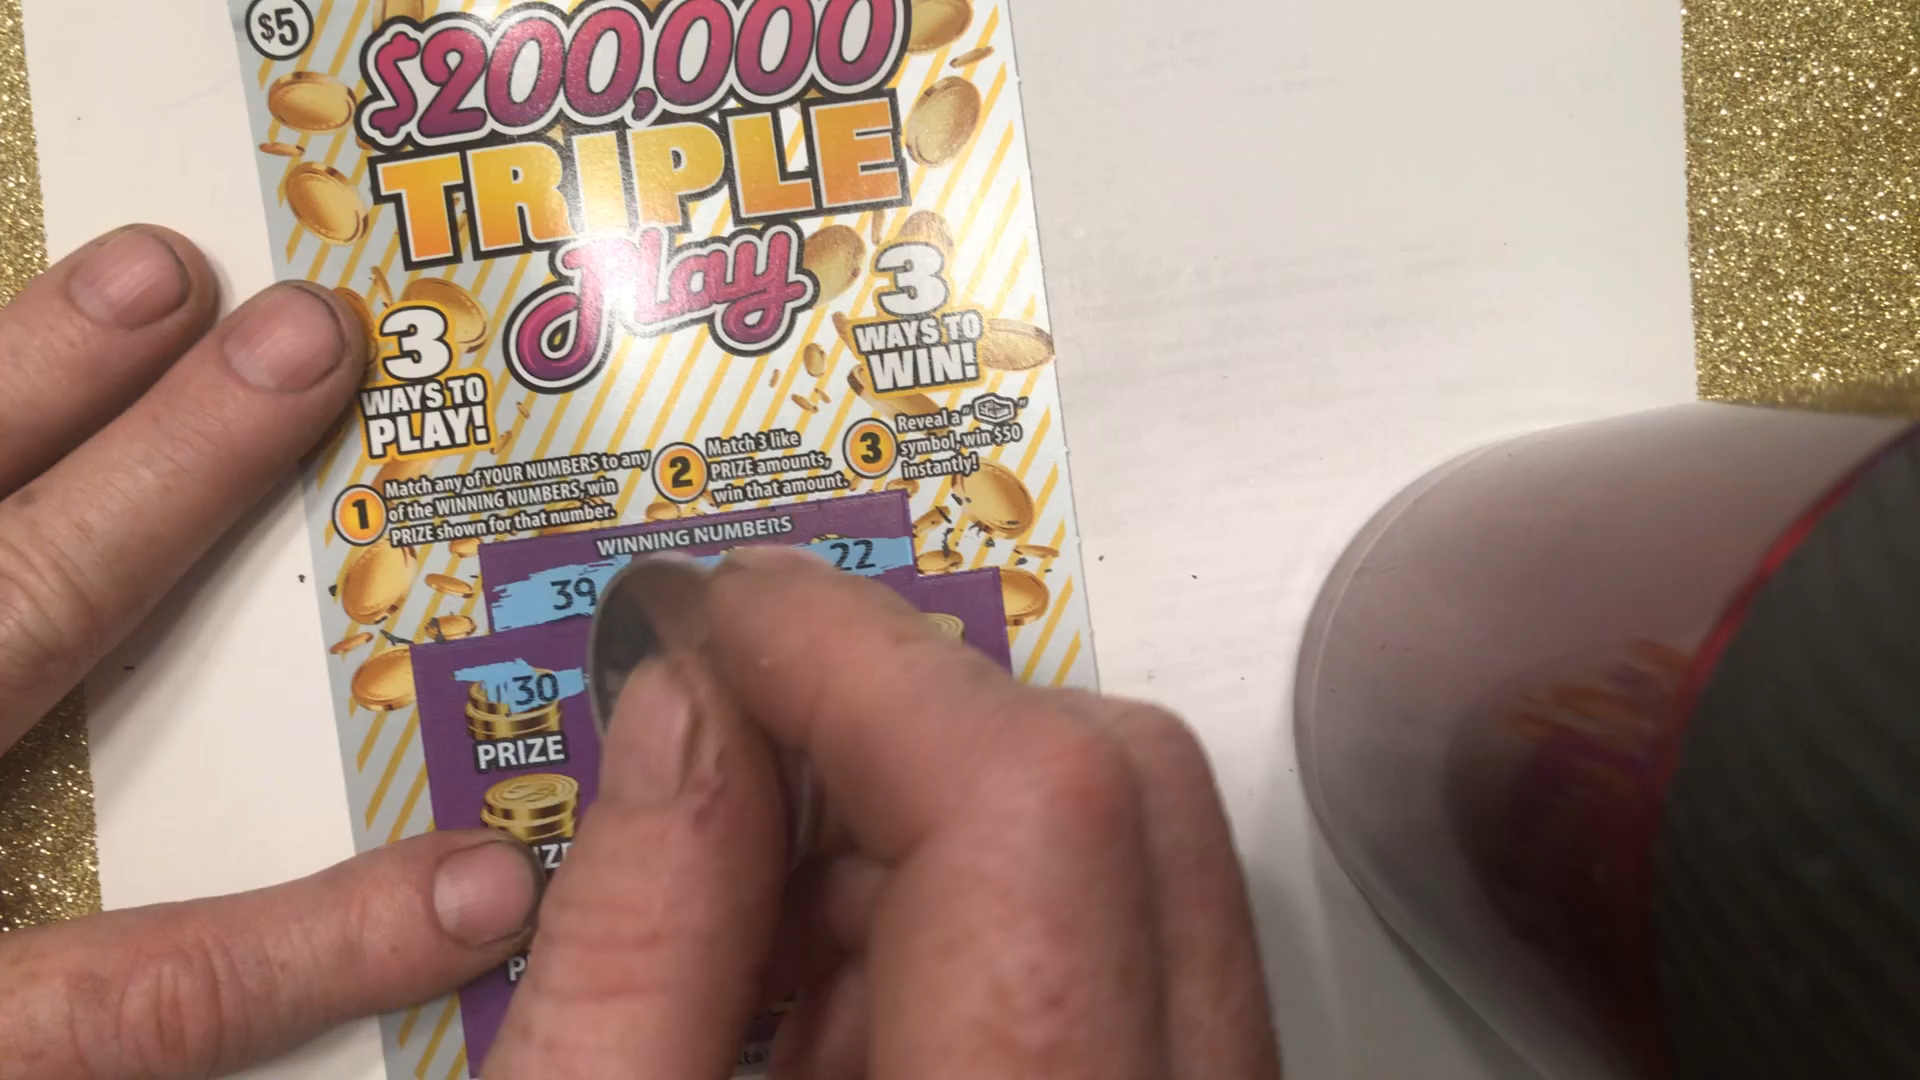 $5
$200,000
TRIPLE
Play
3
WAYS TO
PLAY!
3
WAYS TO
WIN!
1 Match any of YOUR NUMBERS to any
of the WINNING NUMBERS, win
PRIZE shown for that number.
2 Match 3 like
PRIZE amounts,
win that amount.
3 Reveal a " "
symbol, win $50
instantly!
WINNING NUMBERS
39 22
30
PRIZE